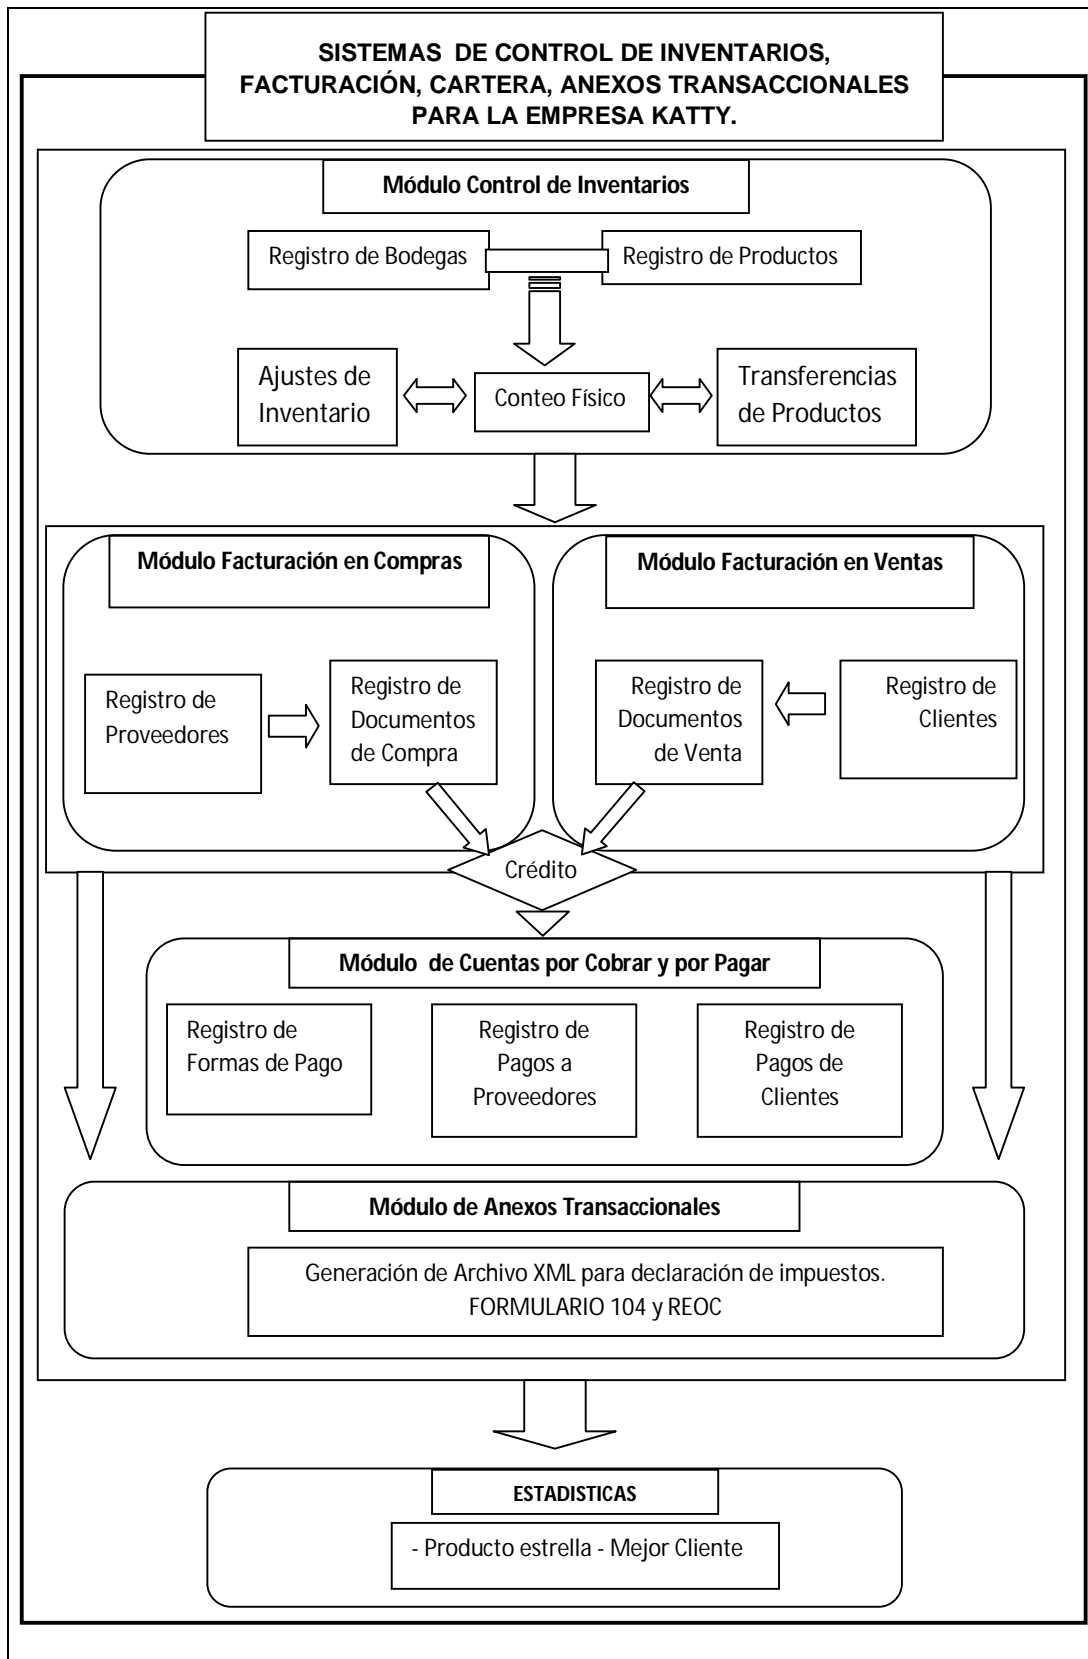 SISTEMAS DE CONTROL DE INVENTARIOS,
FACTURACIÓN, CARTERA, ANEXOS TRANSACCIONALES
PARA LA EMPRESA KATTY.
Módulo Control de Inventarios
Registro de Bodegas
Registro de Productos
Ajustes de
Inventario
Conteo Físico
Transferencias
de Productos
Módulo Facturación en Compras
Módulo Facturación en Ventas
Registro de
Proveedores
Registro de
Documentos
de Compra
Registro de
Documentos
de Venta
Registro de
Clientes
Crédito
Módulo de Cuentas por Cobrar y por Pagar
Registro de
Formas de Pago
Registro de
Pagos a
Proveedores
Registro de
Pagos de
Clientes
Módulo de Anexos Transaccionales
Generación de Archivo XML para declaración de impuestos.
FORMULARIO 104 y REOC
ESTADISTICAS
- Producto estrella - Mejor Cliente